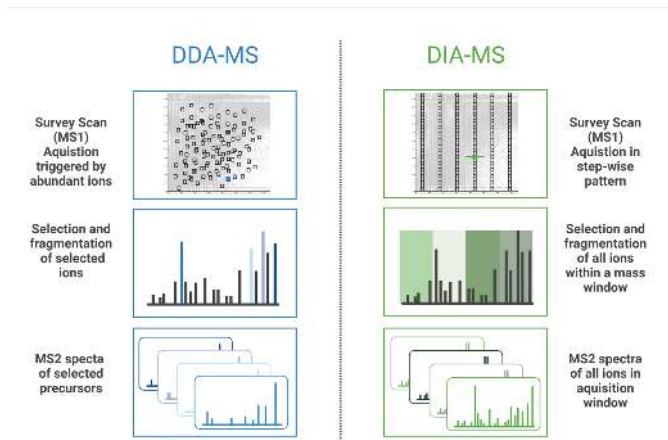 DDA-MS
DIA-MS
Survey Scan
(MS1)
Aquistion
triggered by
abundant ions
Survey Scan
(MS1)
Aquistion in
step-wise
pattern
Selection and
fragmentation
of selected
ions
Selection and
fragmentation
of all ions
within a mass
window
MS2 specta
of selected
precursors
MS2 spectra
of all ions in
aquisition
window